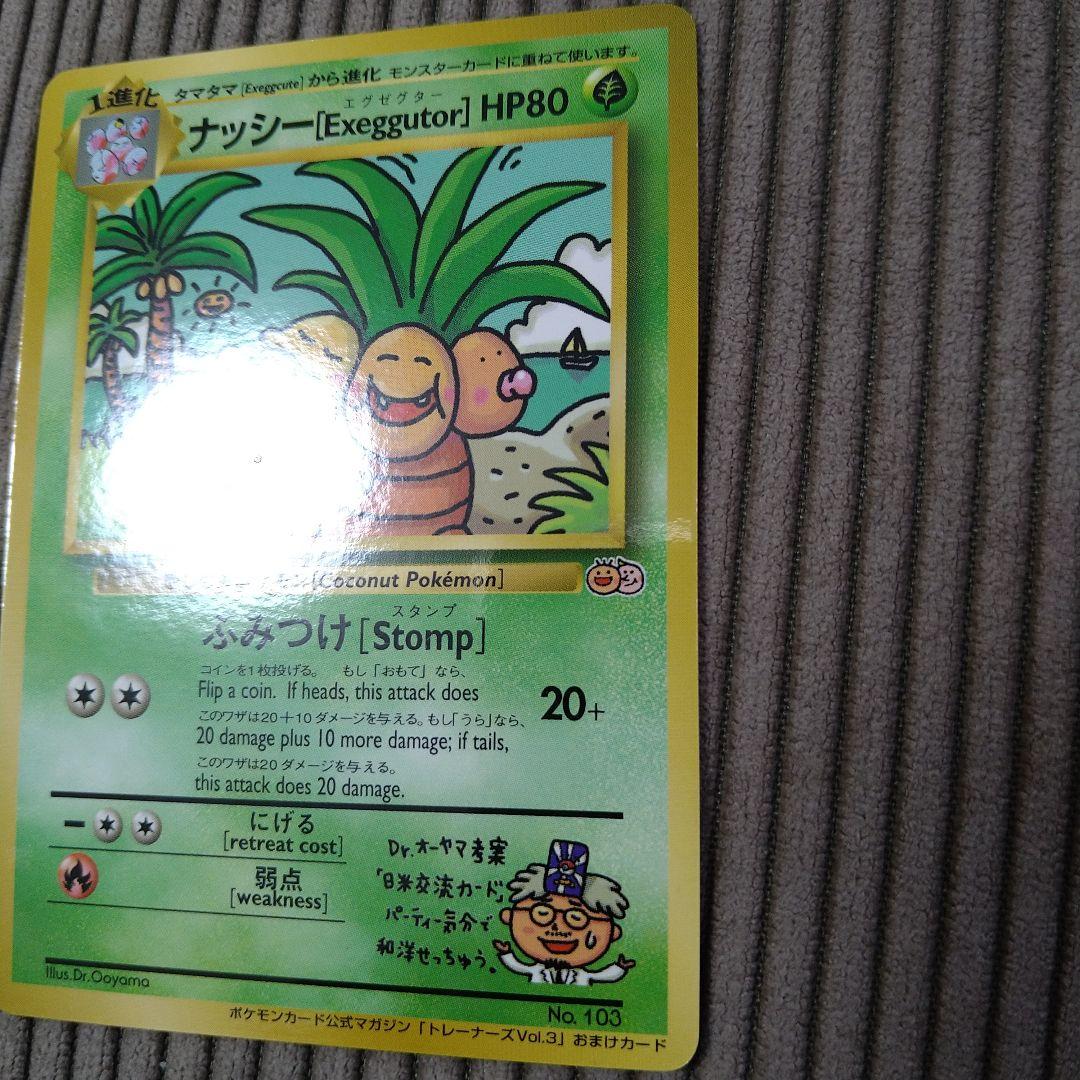 1進化 タマタマ[Exeggcute]から進化 モンスターカードに重ねて使います。
エグゼグター
ナッシー[Exeggutor] HP80
[Coconut Pokémon]
スタンプ
ふみつけ[Stomp]
コインを1枚投げる。 もし「おもて」なら、
Flip a coin. If heads, this attack does
このワザは20+10ダメージを与える。もし「うら」なら、
20 damage plus 10 more damage; if tails,
このワザは20ダメージを与える。
this attack does 20 damage.
20+
にげる
[retreat cost]
弱点
[weakness]
Dr.オーヤマ考案
「日米交流カード」
パーティー気分で
和洋せっちゅう。
Illus.Dr.Ooyama
No. 103
ポケモンカード公式マガジン「トレーナーズVol.3」おまけカード